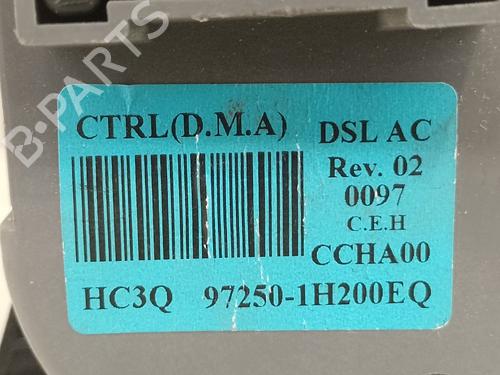 B-PARTS
CTRL(D.M.A) DSL AC
Rev. 02
0097
C.E.H
CCHA00
HC3Q 97250-1H200EQ